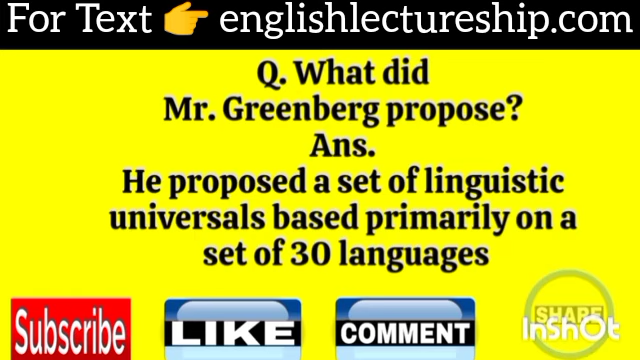 For Text 👉 englishlectureship.com
Q. What did
Mr. Greenberg propose?
Ans.
He proposed a set of linguistic
universals based primarily on a
set of 30 languages
Subscribe
LIKE
COMMENT
SHARE
InShOt